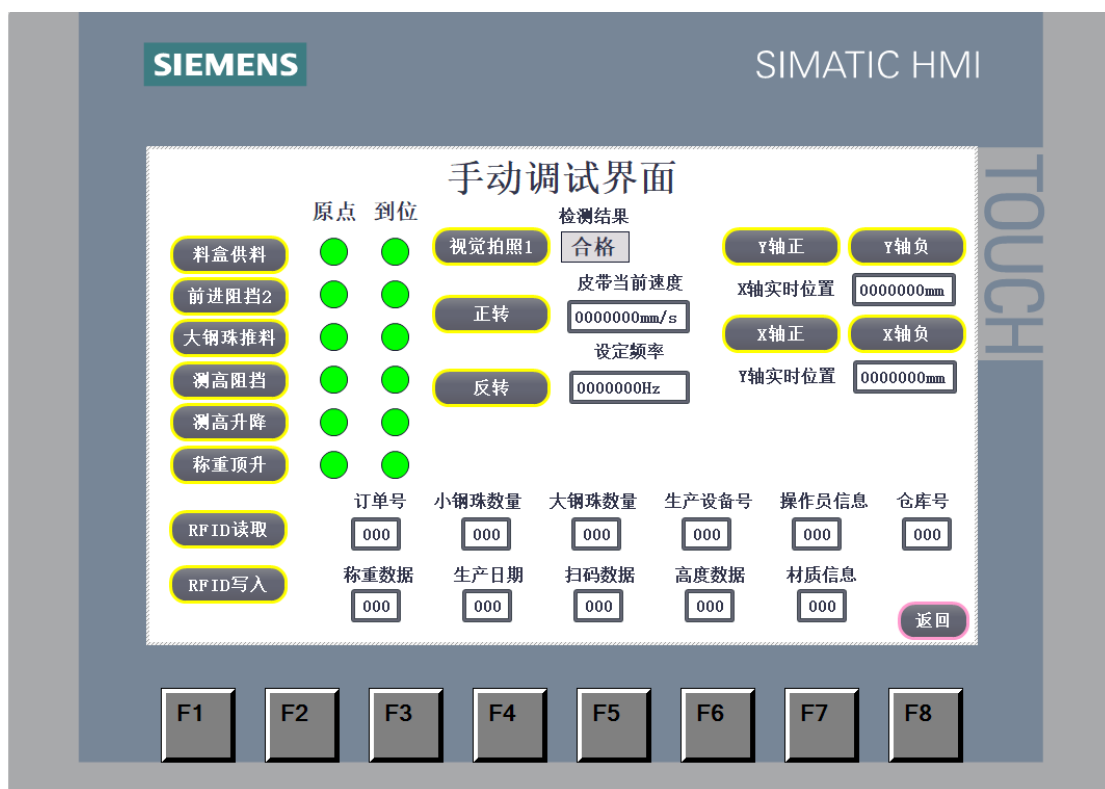 SIEMENS
SIMATIC HMI
TOUCH
手动调试界面
原点 到位
检测结果
料盒供料
视觉拍照1
合格
Y轴正
Y轴负
前进阻挡2
皮带当前速度
X轴实时位置
0000000mm
大钢珠推料
正转
0000000mm/s
X轴正
X轴负
设定频率
测高阻挡
反转
0000000Hz
Y轴实时位置
0000000mm
测高升降
称重顶升
订单号 小钢珠数量 大钢珠数量 生产设备号 操作员信息 仓库号
RFID读取
000 000 000 000 000 000
称重数据 生产日期 扫码数据 高度数据 材质信息
RFID写入
000 000 000 000 000
返回
F1 F2 F3 F4 F5 F6 F7 F8